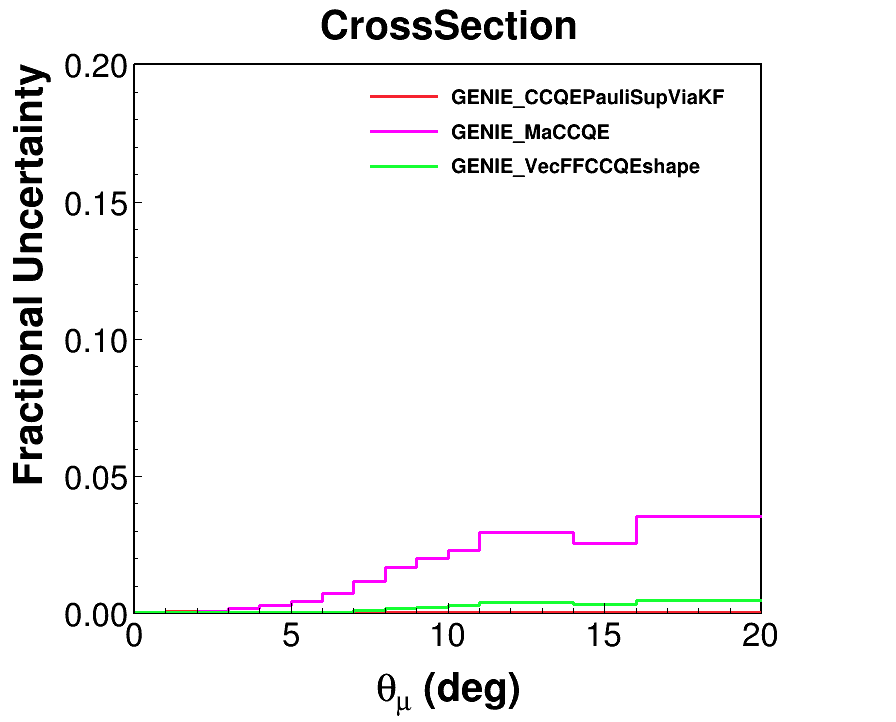 CrossSection
Fractional Uncertainty
0.20
0.15
0.10
0.05
0.00
GENIE_CCQEPauliSupViaKF
GENIE_MaCCQE
GENIE_VecFFCCQEshape
0 5 10 15 20
θμ (deg)